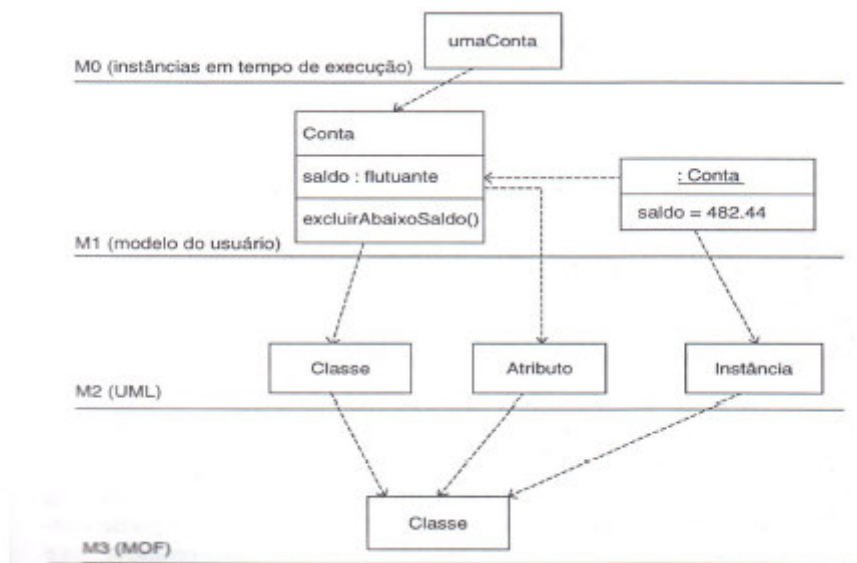 umaConta
M0 (instâncias em tempo de execução)
Conta
saldo : flutuante
excluirAbaixoSaldo()
: Conta
saldo = 482.44
M1 (modelo do usuário)
Classe
Atributo
Instância
M2 (UML)
Classe
M3 (MOF)